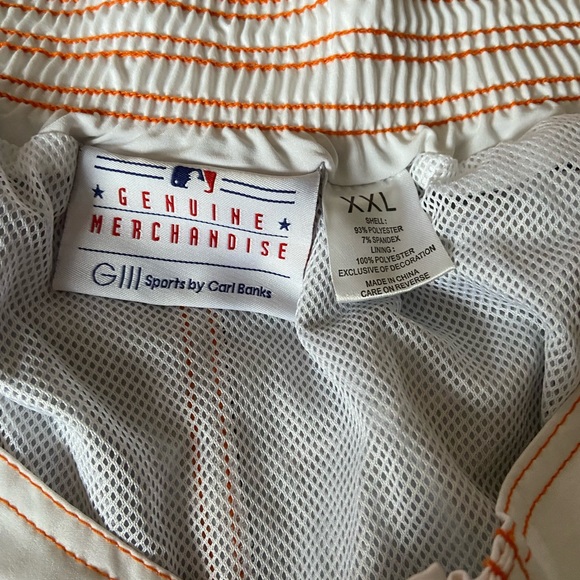 GENUINE
MERCHANDISE
GIII Sports by Carl Banks
XXL
SHELL:
93% POLYESTER
7% SPANDEX
LINING:
100% POLYESTER
EXCLUSIVE OF DECORATION
MADE IN CHINA
CARE ON REVERSE